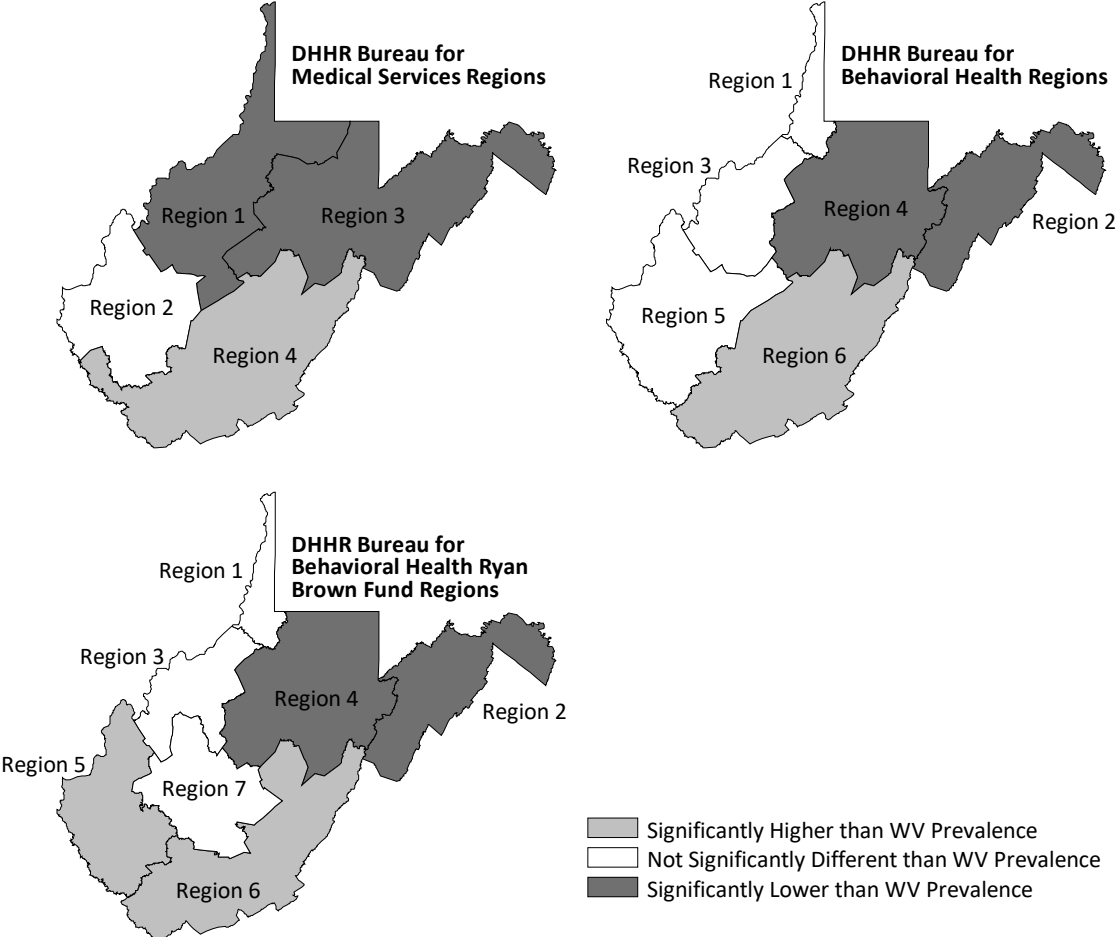 DHHR Bureau for
Medical Services Regions
Region 1
Region 3
Region 2
Region 4
DHHR Bureau for
Behavioral Health Regions
Region 1
Region 3
Region 4
Region 2
Region 5
Region 6
DHHR Bureau for
Behavioral Health Ryan
Brown Fund Regions
Region 1
Region 3
Region 4
Region 2
Region 5
Region 7
Region 6
Significantly Higher than WV Prevalence
Not Significantly Different than WV Prevalence
Significantly Lower than WV Prevalence